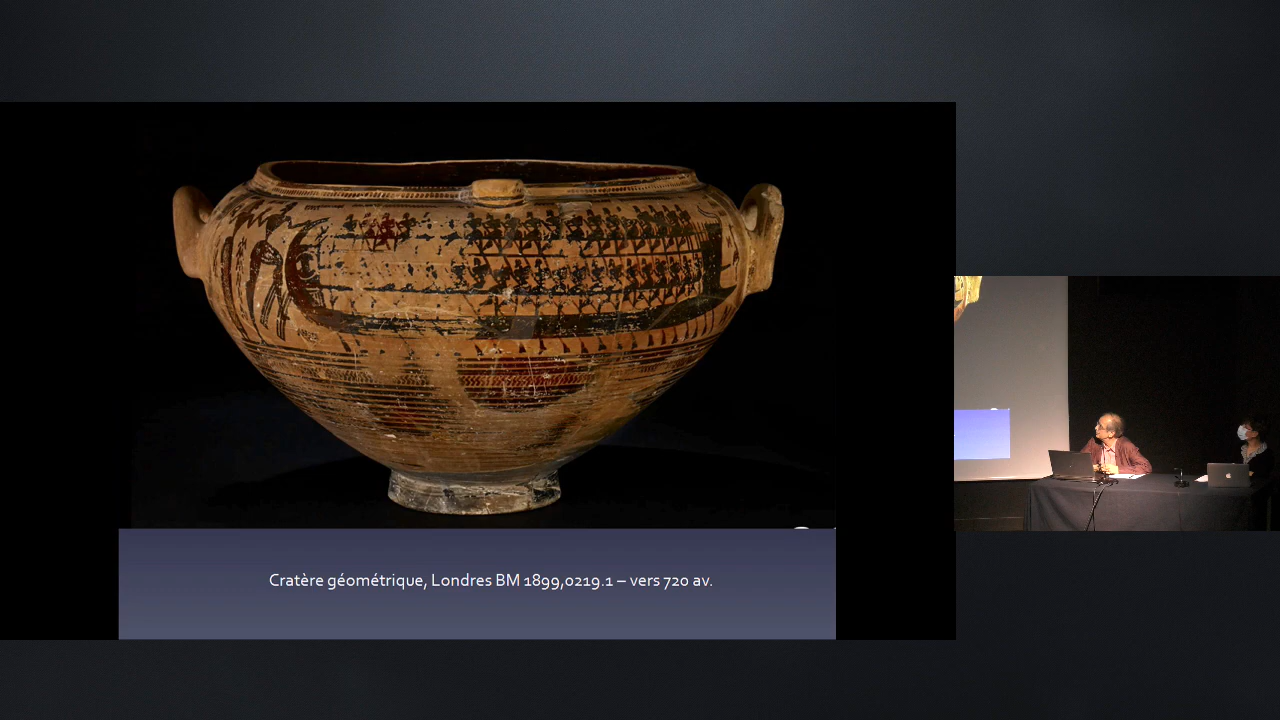 Cratère géométrique, Londres BM 1899,0219.1 – vers 720 av.